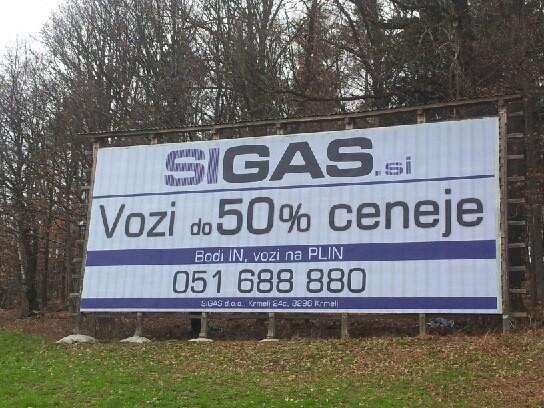 SIGAS.si
Vozi do 50% ceneje
Bodi IN, vozi na PLIN
051 688 880
SIGAS d.o.o., Krmelj 24c, 8296 Krmelj